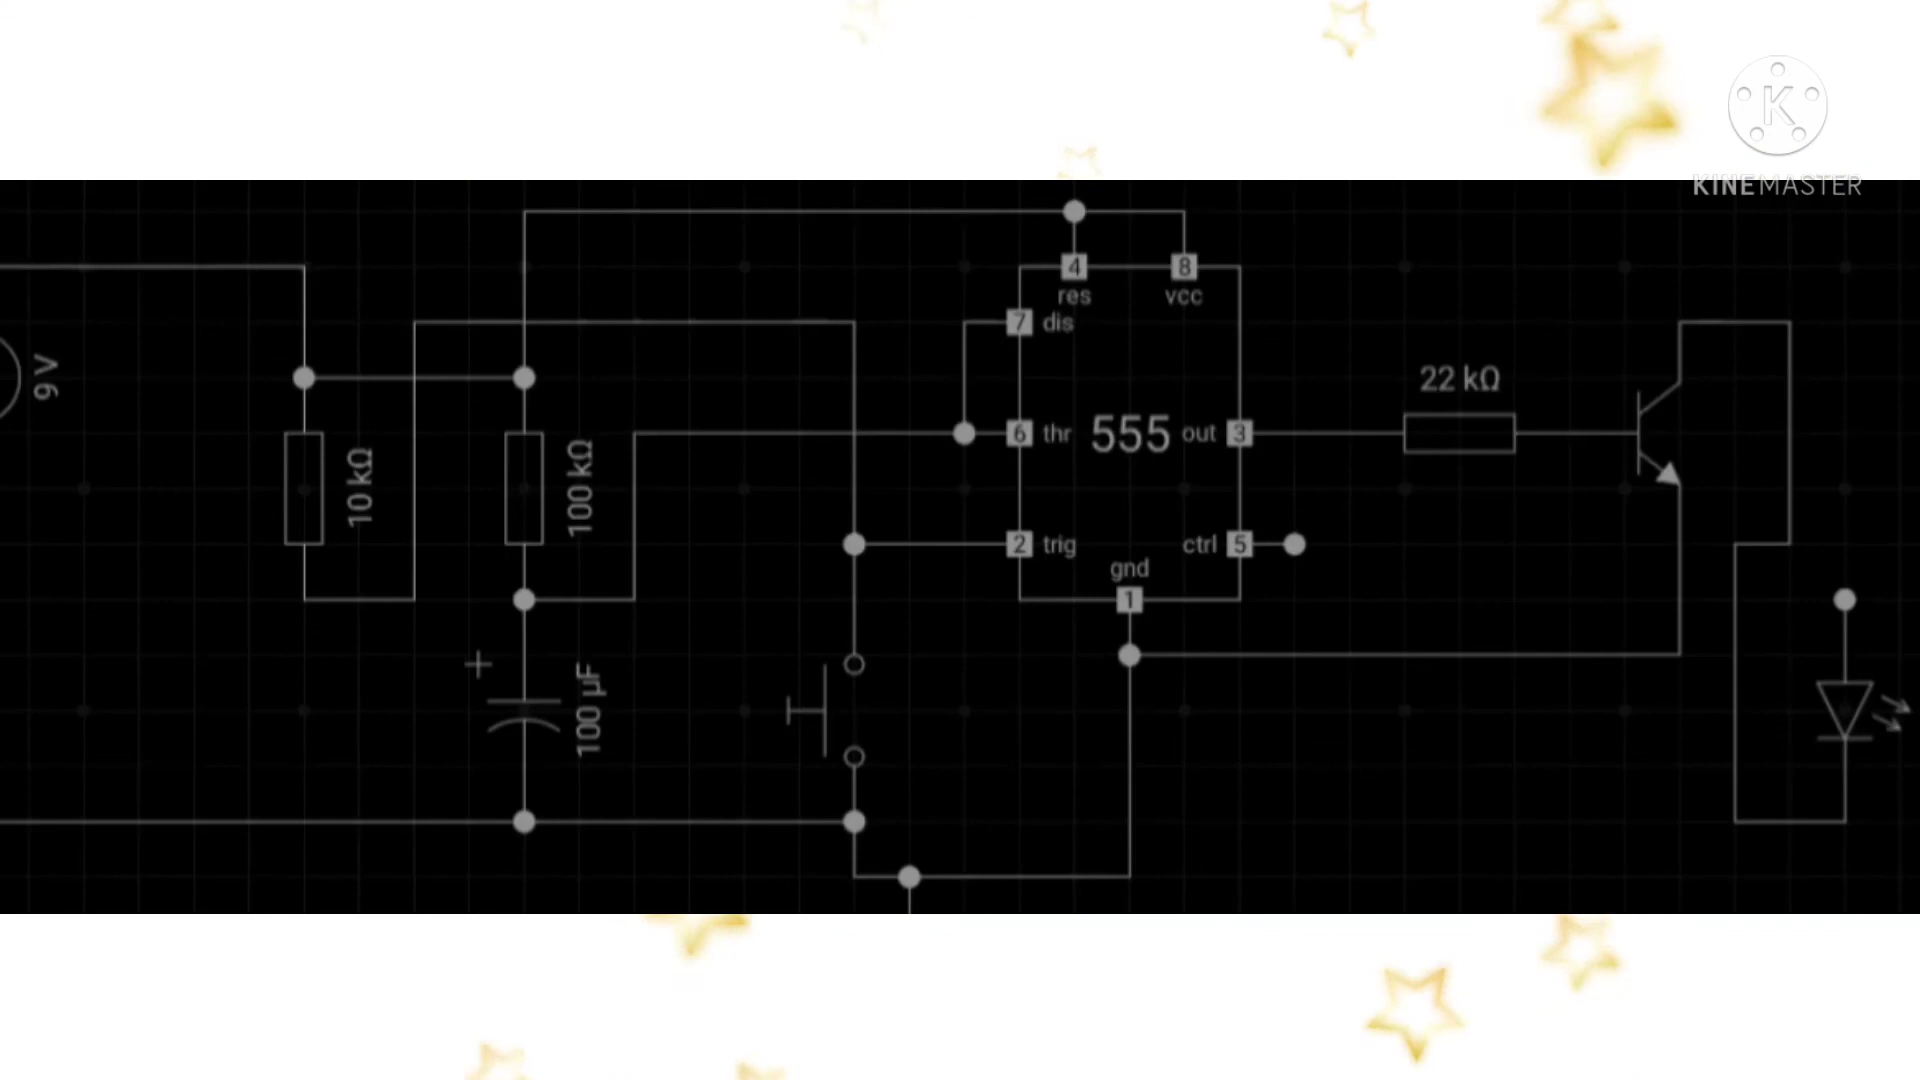 KINEMASTER
4
8
res
vcc
7 dis
9 V
22 kΩ
10 kΩ
100 kΩ
6 thr
555
out 3
2 trig
ctrl 5
gnd
1
100 µF